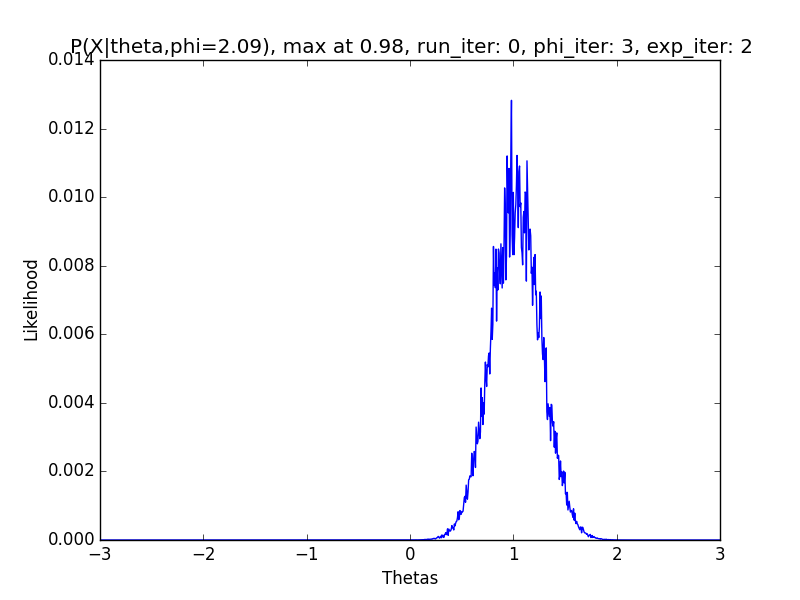 P(X|theta,phi=2.09), max at 0.98, run_iter: 0, phi_iter: 3, exp_iter: 2
0.014
0.012
0.010
0.008
0.006
0.004
0.002
0.000
Likelihood
−3 −2 −1 0 1 2 3
Thetas